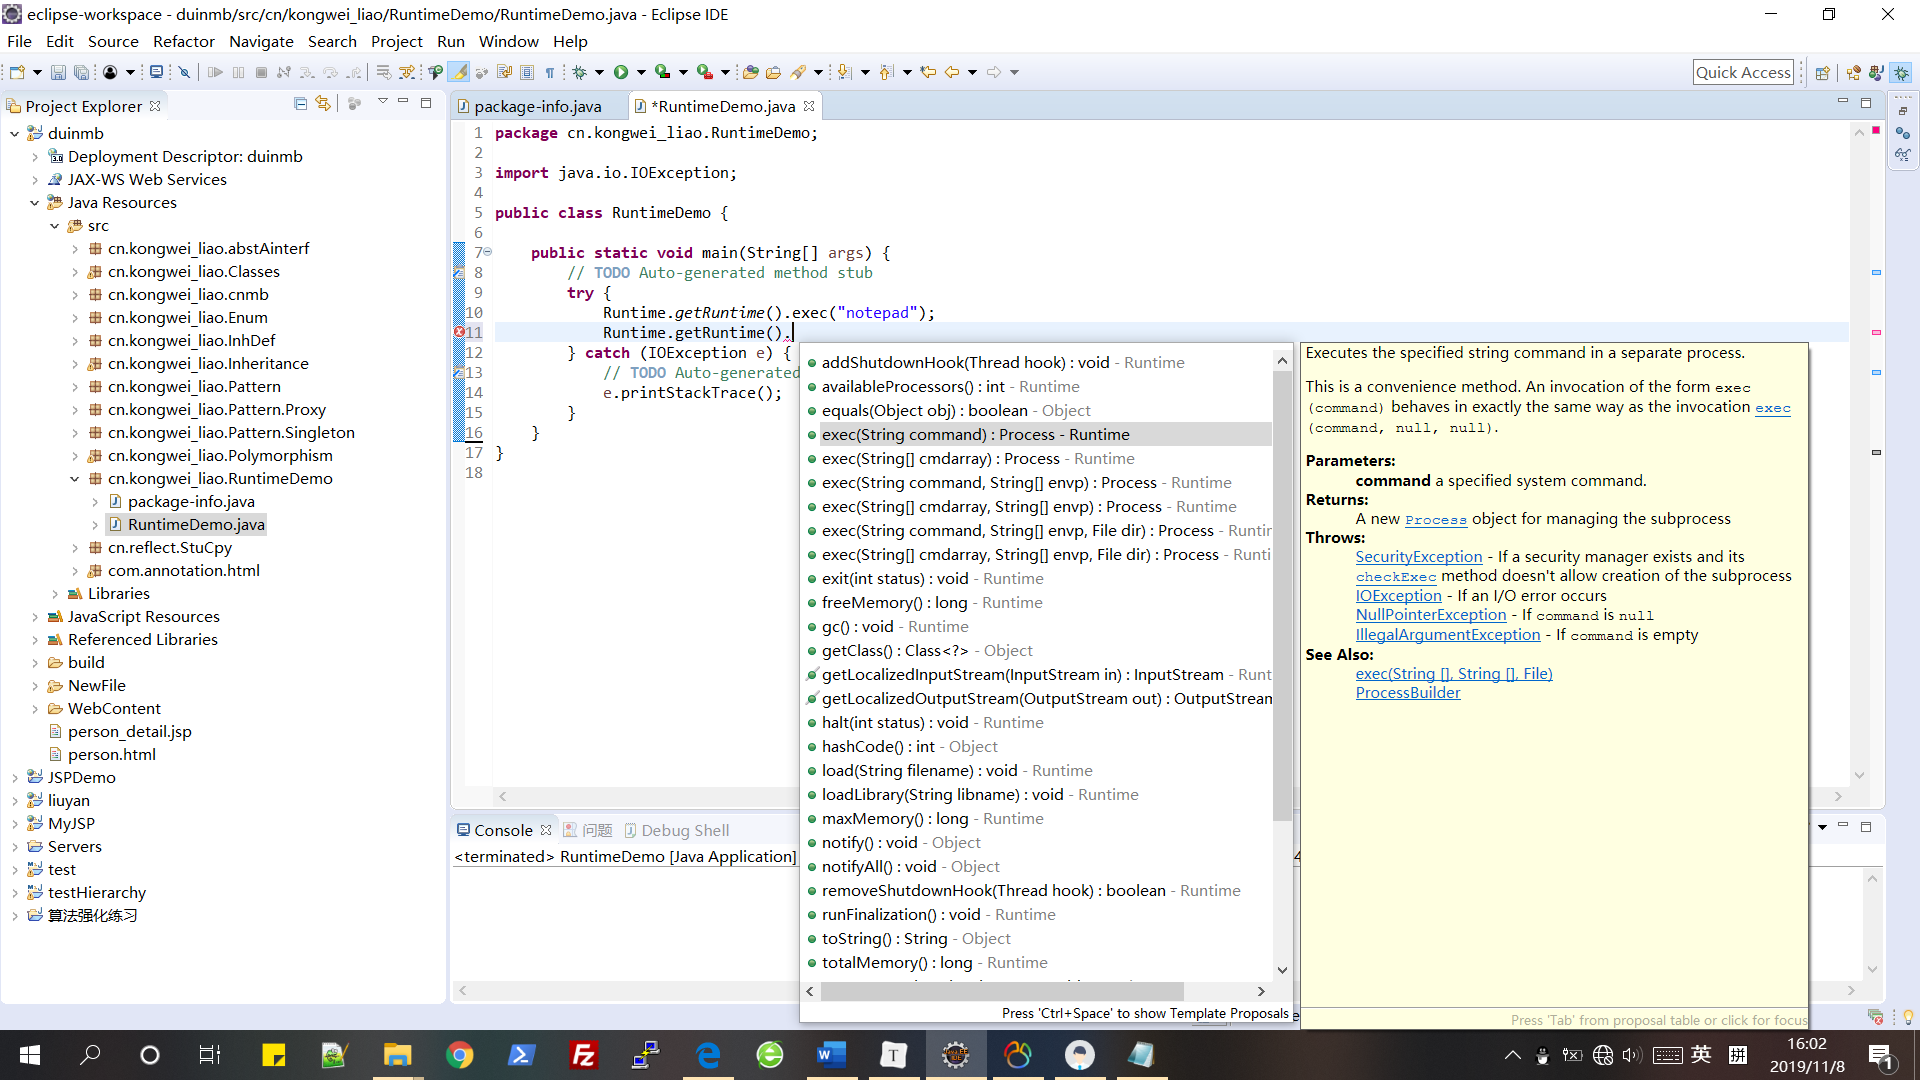 eclipse-workspace - duinmb/src/cn/kongwei_liao/RuntimeDemo/RuntimeDemo.java - Eclipse IDE
File Edit Source Refactor Navigate Search Project Run Window Help
Quick Access
Project Explorer
duinmb
Deployment Descriptor: duinmb
JAX-WS Web Services
Java Resources
src
cn.kongwei_liao.abstAinterf
cn.kongwei_liao.Classes
cn.kongwei_liao.cnmb
cn.kongwei_liao.Enum
cn.kongwei_liao.InhDef
cn.kongwei_liao.Inheritance
cn.kongwei_liao.Pattern
cn.kongwei_liao.Pattern.Proxy
cn.kongwei_liao.Pattern.Singleton
cn.kongwei_liao.Polymorphism
cn.kongwei_liao.RuntimeDemo
package-info.java
RuntimeDemo.java
cn.reflect.StuCpy
com.annotation.html
Libraries
JavaScript Resources
Referenced Libraries
build
NewFile
WebContent
person_detail.jsp
person.html
JSPDemo
liuyan
MyJSP
Servers
test
testHierarchy
算法强化练习
package-info.java *RuntimeDemo.java
1 package cn.kongwei_liao.RuntimeDemo;
2
3 import java.io.IOException;
4
5 public class RuntimeDemo {
6
7 public static void main(String[] args) {
8 // TODO Auto-generated method stub
9 try {
10 Runtime.getRuntime().exec("notepad");
11 Runtime.getRuntime().
12 } catch (IOException e) {
13 // TODO Auto-generated
14 e.printStackTrace();
15 }
16 }
17 }
18
addShutdownHook(Thread hook) : void - Runtime
availableProcessors() : int - Runtime
equals(Object obj) : boolean - Object
exec(String command) : Process - Runtime
exec(String[] cmdarray) : Process - Runtime
exec(String command, String[] envp) : Process - Runtime
exec(String[] cmdarray, String[] envp) : Process - Runtime
exec(String command, String[] envp, File dir) : Process - Runtir
exec(String[] cmdarray, String[] envp, File dir) : Process - Runti
exit(int status) : void - Runtime
freeMemory() : long - Runtime
gc() : void - Runtime
getClass() : Class<?> - Object
getLocalizedInputStream(InputStream in) : InputStream - Runt
getLocalizedOutputStream(OutputStream out) : OutputStream
halt(int status) : void - Runtime
hashCode() : int - Object
load(String filename) : void - Runtime
loadLibrary(String libname) : void - Runtime
maxMemory() : long - Runtime
notify() : void - Object
notifyAll() : void - Object
removeShutdownHook(Thread hook) : boolean - Runtime
runFinalization() : void - Runtime
toString() : String - Object
totalMemory() : long - Runtime
Press 'Ctrl+Space' to show Template Proposals
Executes the specified string command in a separate process.
This is a convenience method. An invocation of the form exec
(command) behaves in exactly the same way as the invocation exec
(command, null, null).
Parameters:
command a specified system command.
Returns:
A new Process object for managing the subprocess
Throws:
SecurityException - If a security manager exists and its
checkExec method doesn't allow creation of the subprocess
IOException - If an I/O error occurs
NullPointerException - If command is null
IllegalArgumentException - If command is empty
See Also:
exec(String [], String [], File)
ProcessBuilder
Press 'Tab' from proposal table or click for focus
Console 问题 Debug Shell
<terminated> RuntimeDemo [Java Application]
英 拼
16:02
2019/11/8
1